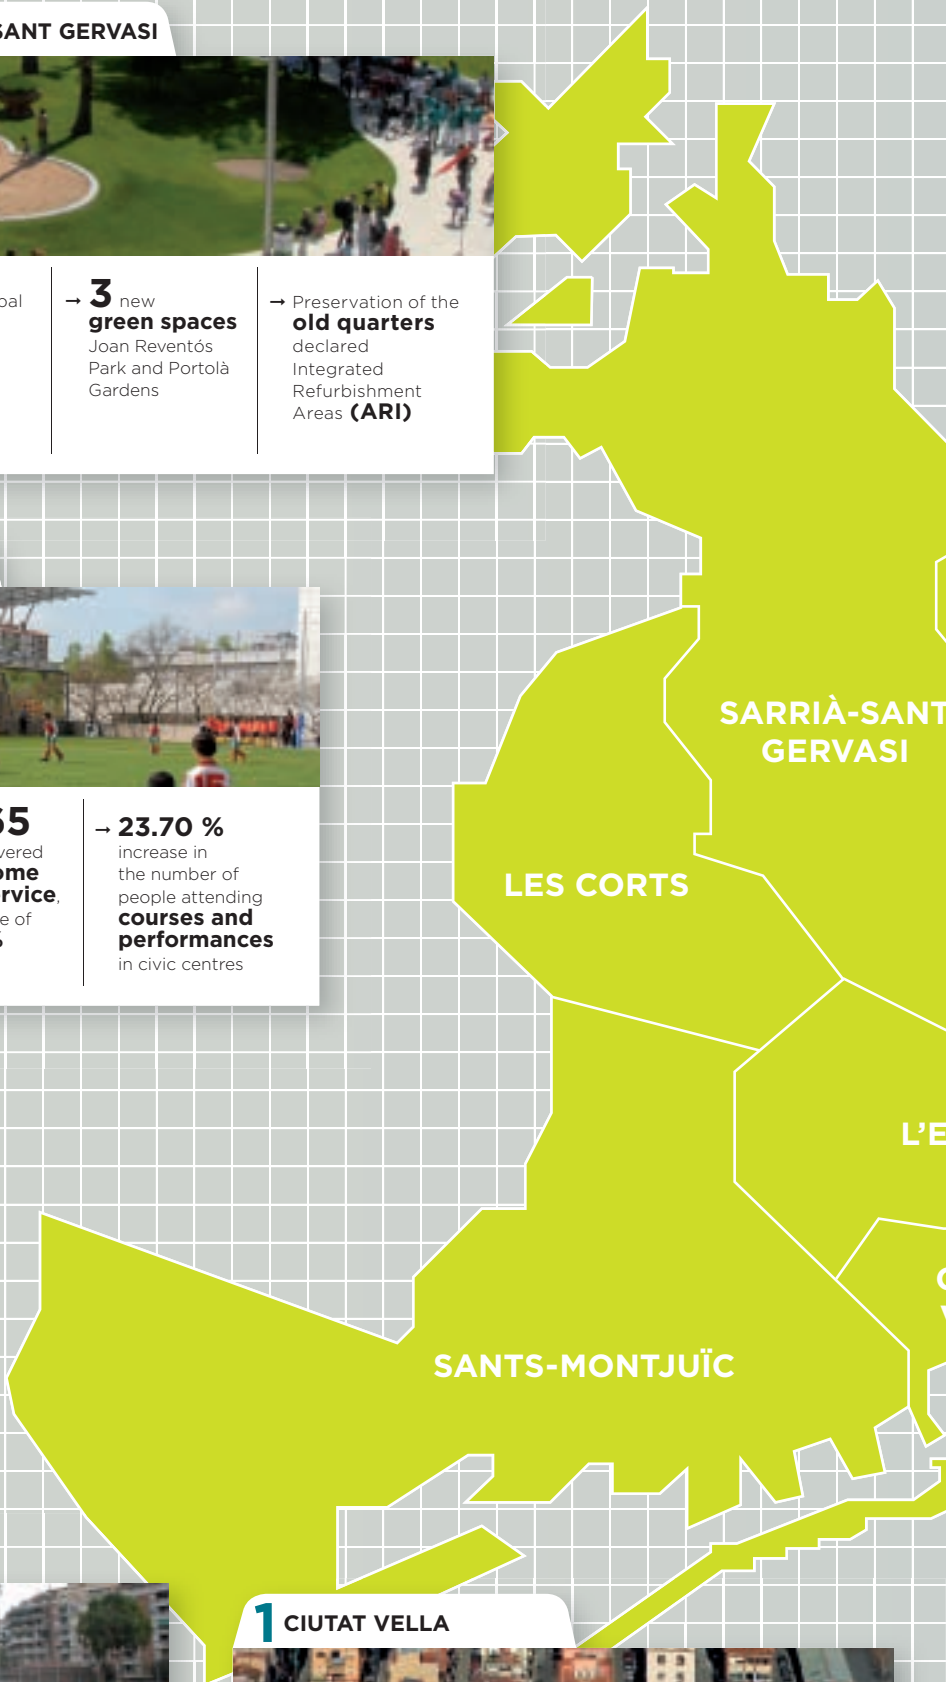 SANT GERVASI
→ 3 new
green spaces
Joan Reventós
Park and Portolà
Gardens
→ Preservation of the
old quarters
declared
Integrated
Refurbishment
Areas (ARI)
→ 23.70 %
increase in
the number of
people attending
courses and
performances
in civic centres
SARRIÀ-SANT
GERVASI
LES CORTS
SANTS-MONTJUÏC
1 CIUTAT VELLA